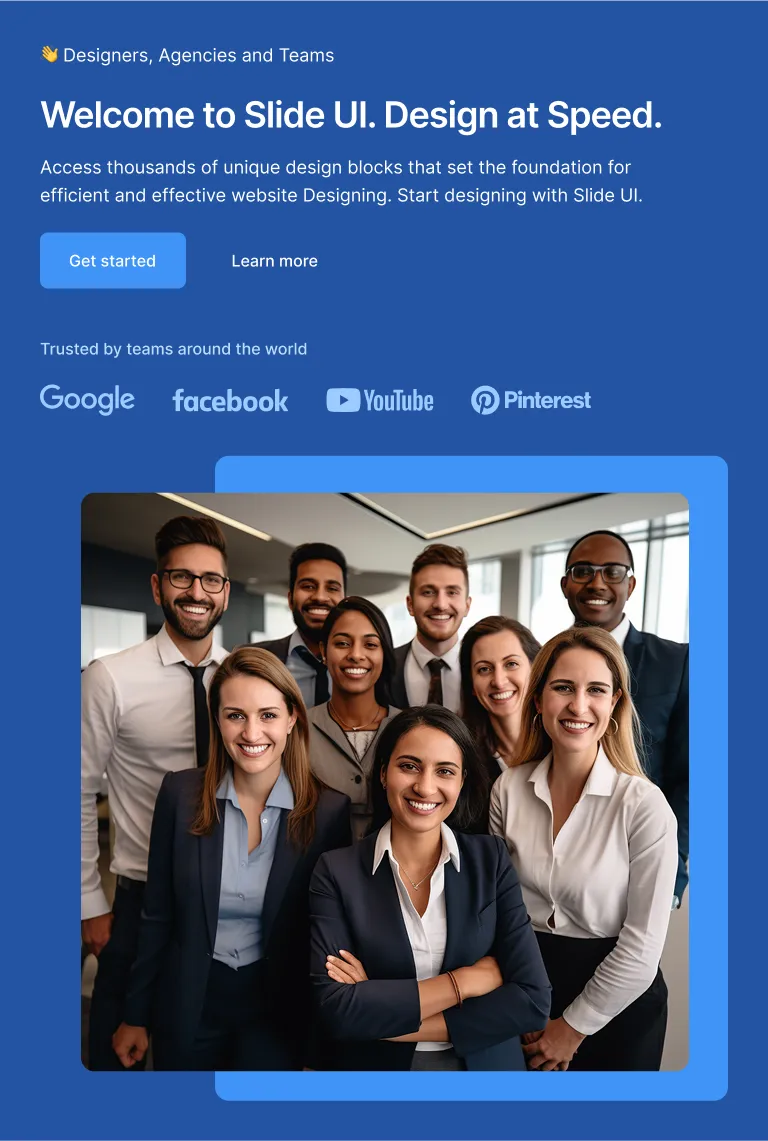 👋 Designers, Agencies and Teams
Welcome to Slide UI. Design at Speed.
Access thousands of unique design blocks that set the foundation for
efficient and effective website Designing. Start designing with Slide UI.
Get started Learn more
Trusted by teams around the world
Google facebook YouTube Pinterest